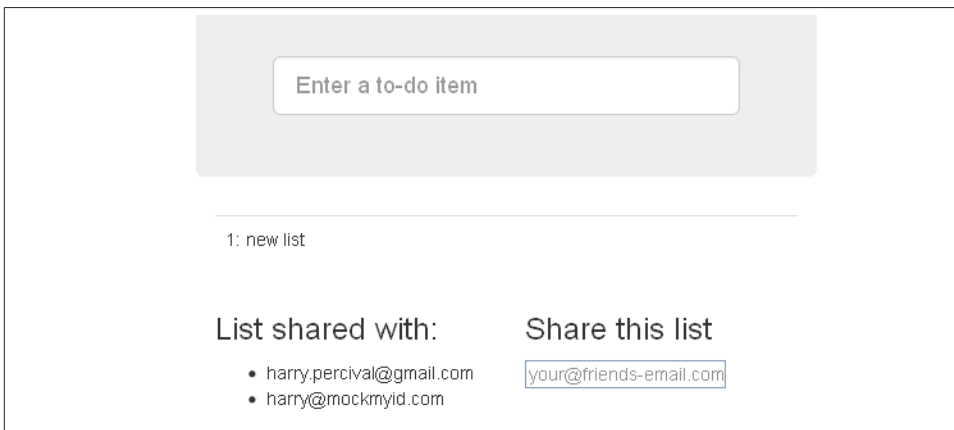 Enter a to-do item
1: new list
List shared with:
• harry.percival@gmail.com
• harry@mockmyid.com
Share this list
your@friends-email.com